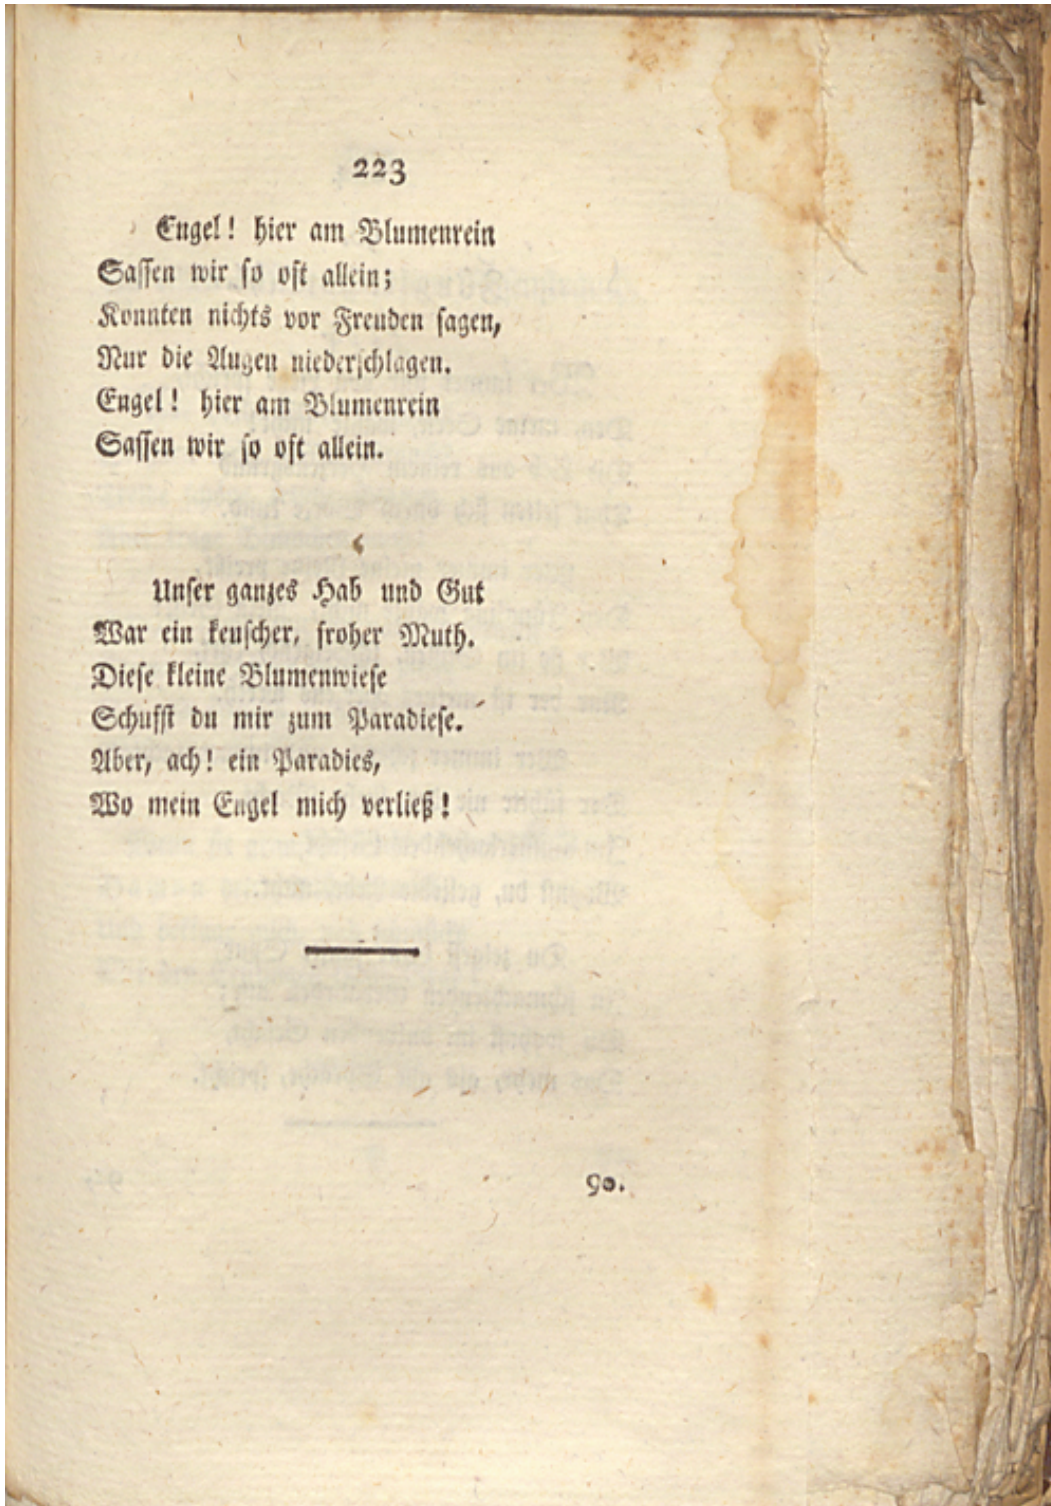 223
Engel! hier am Blumenrein
Sassen wir so oft allein;
Konnten nichts vor Freuden sagen,
Nur die Augen niederschlagen.
Engel! hier am Blumenrein
Sassen wir so oft allein.
Unser ganzes Hab und Gut
War ein keuscher, froher Muth.
Diese kleine Blumenwiese
Schufst du mir zum Paradiese.
Aber, ach! ein Paradies,
Wo mein Engel mich verließ!
90.